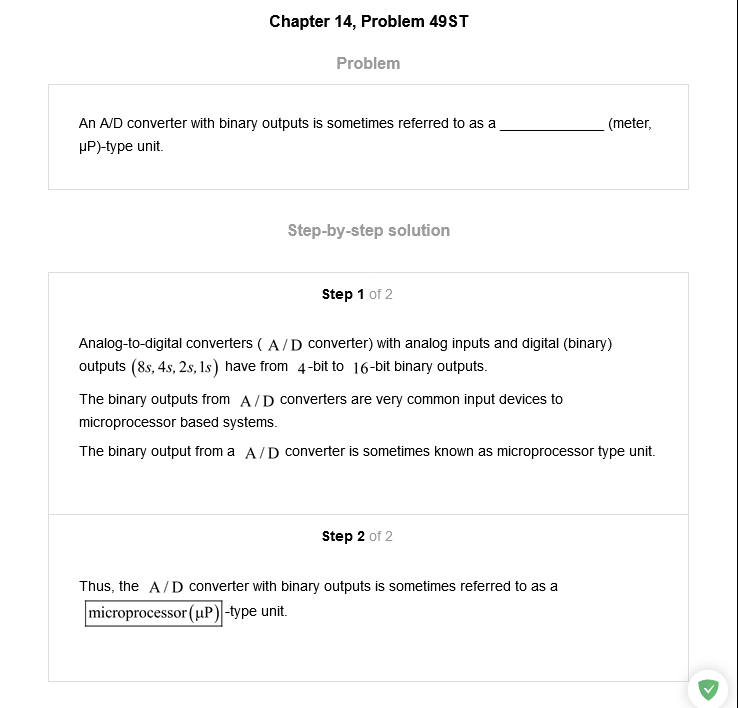 Chapter 14, Problem 49ST
Problem
An A/D converter with binary outputs is sometimes referred to as a _____________ (meter,
µP)-type unit.
Step-by-step solution
Step 1 of 2
Analog-to-digital converters ( A / D converter) with analog inputs and digital (binary)
outputs (8s, 4s, 2s, 1s) have from 4-bit to 16-bit binary outputs.
The binary outputs from A / D converters are very common input devices to
microprocessor based systems.
The binary output from a A / D converter is sometimes known as microprocessor type unit.
Step 2 of 2
Thus, the A / D converter with binary outputs is sometimes referred to as a
microprocessor (µP) -type unit.